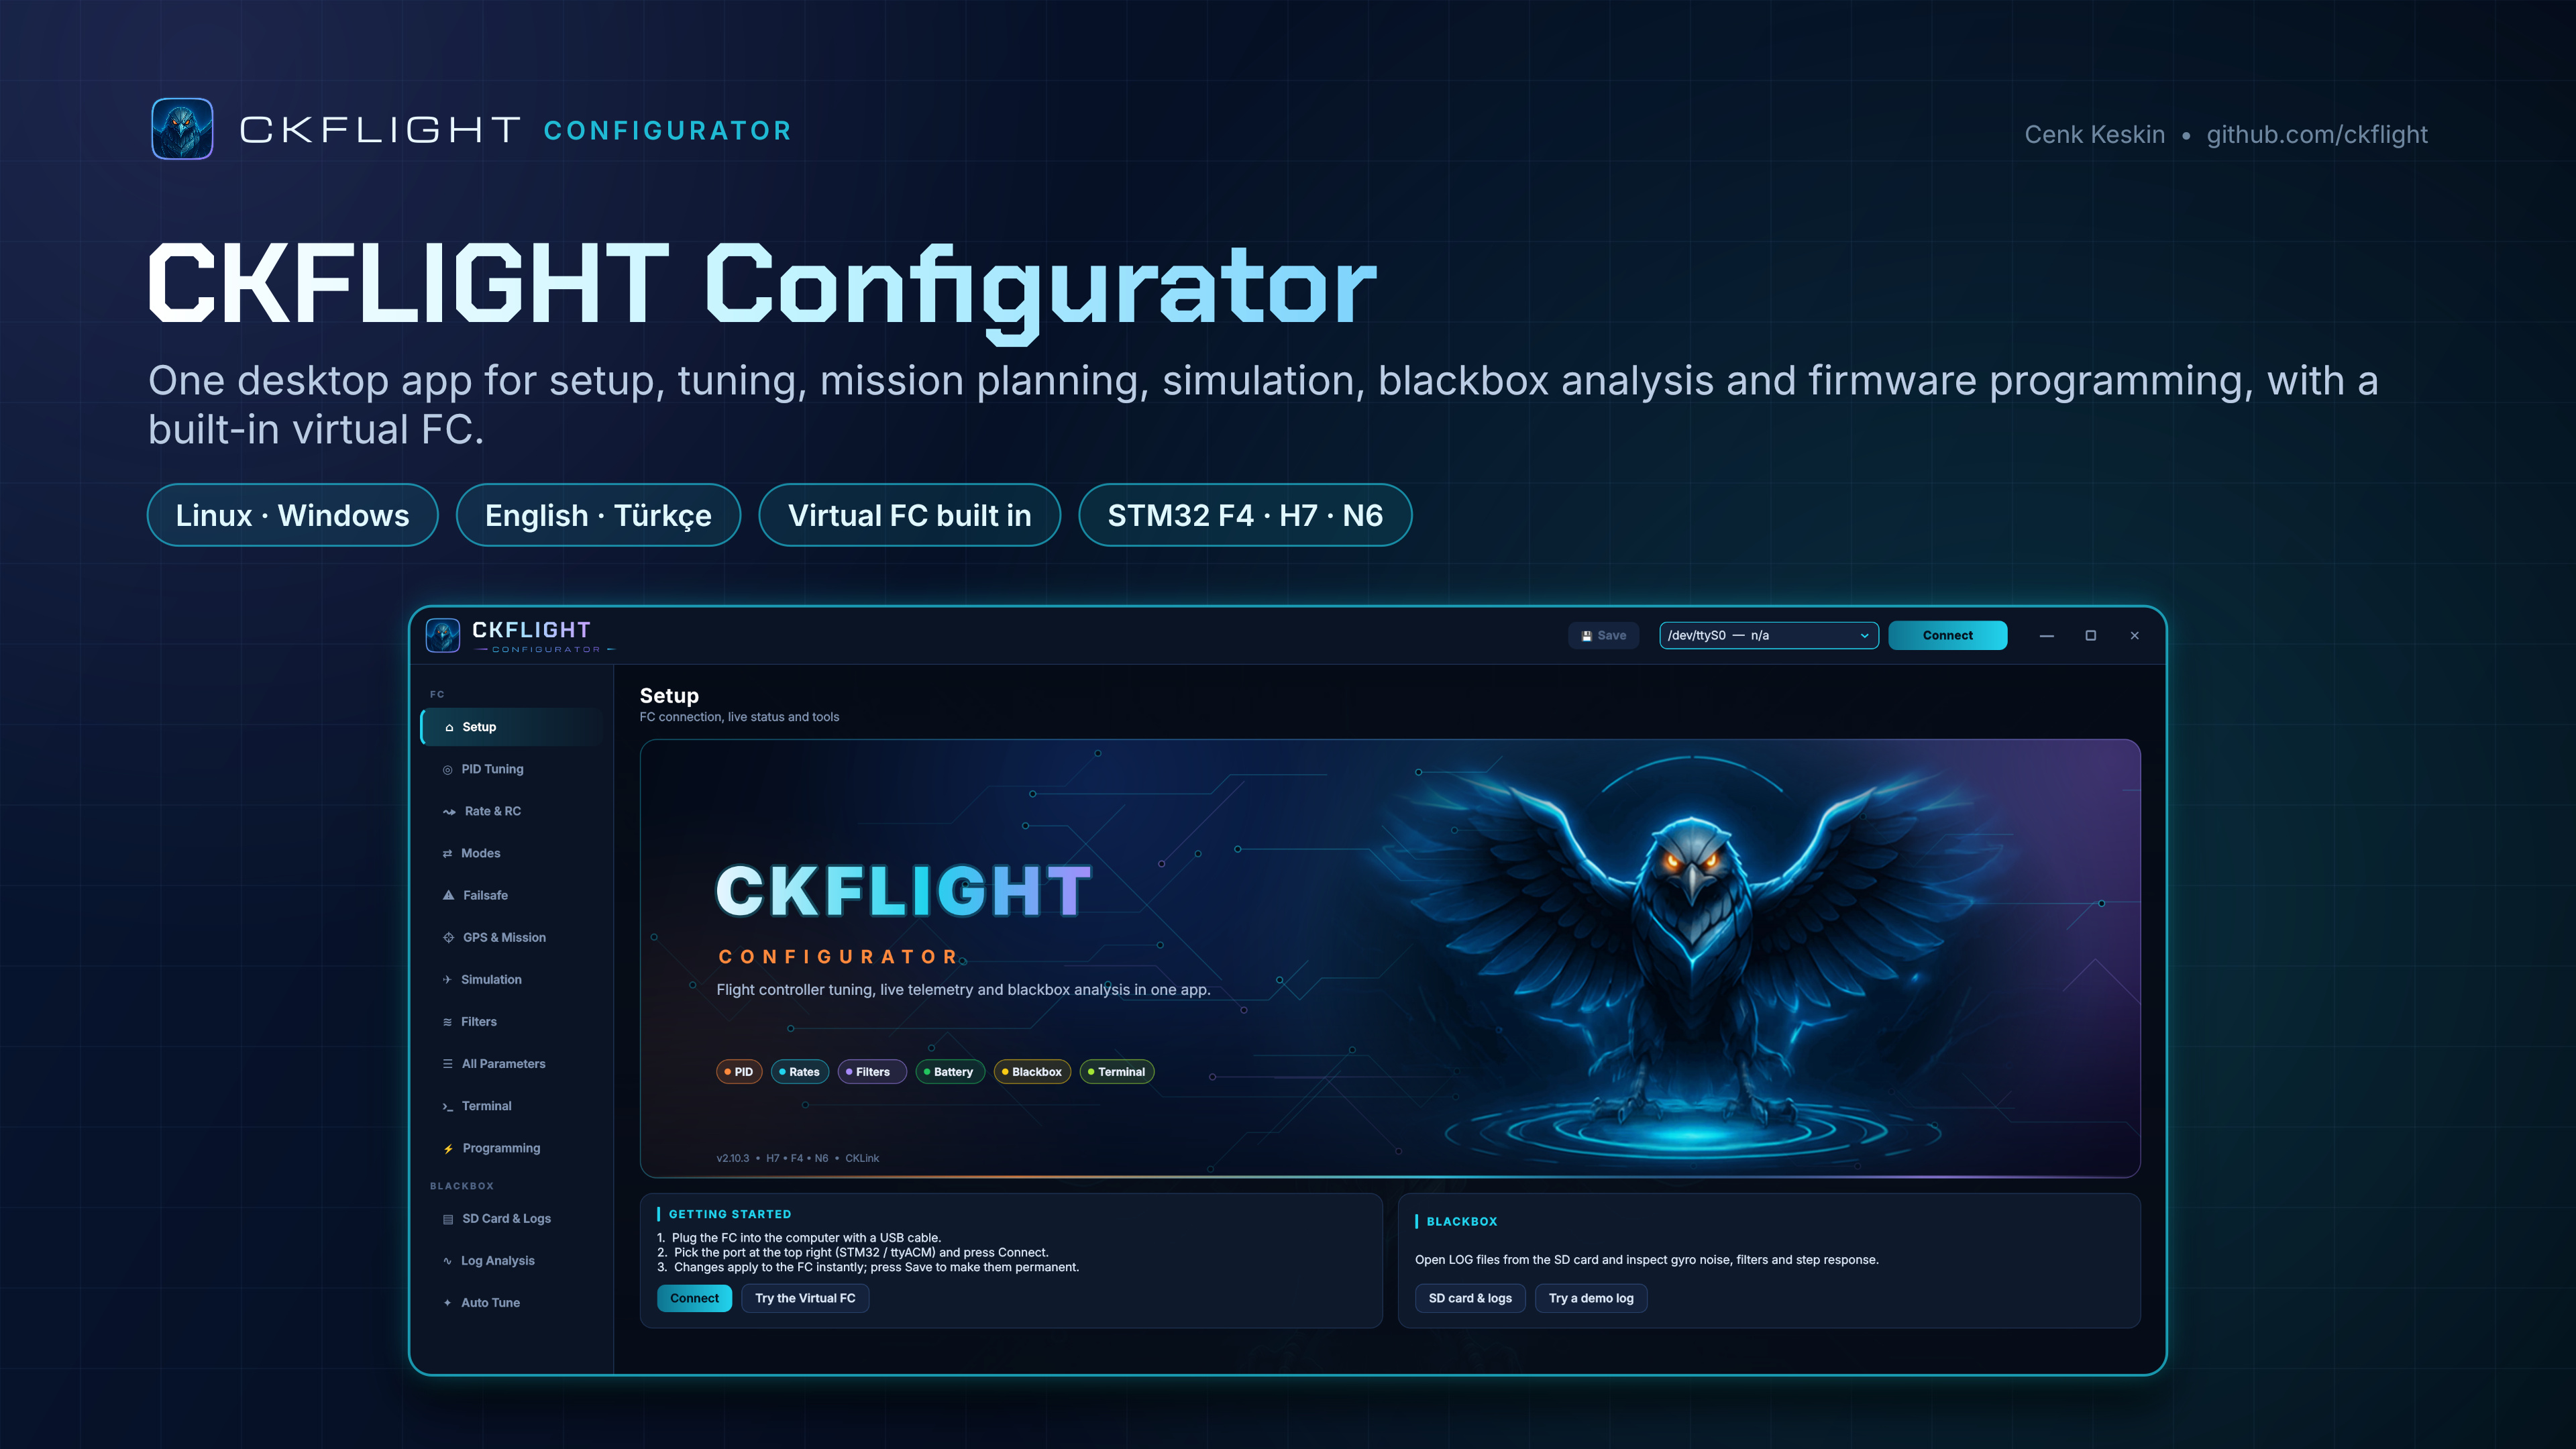 CKFLIGHT CONFIGURATOR
Cenk Keskin • github.com/ckflight
CKFLIGHT Configurator
One desktop app for setup, tuning, mission planning, simulation, blackbox analysis and firmware programming, with a
built-in virtual FC.
Linux · Windows
English · Türkçe
Virtual FC built in
STM32 F4 · H7 · N6
CKFLIGHT
CONFIGURATOR
Save
/dev/ttyS0 — n/a
Connect
FC
Setup
PID Tuning
Rate & RC
Modes
Failsafe
GPS & Mission
Simulation
Filters
All Parameters
Terminal
Programming
BLACKBOX
SD Card & Logs
Log Analysis
Auto Tune
Setup
FC connection, live status and tools
CKFLIGHT
CONFIGURATOR
Flight controller tuning, live telemetry and blackbox analysis in one app.
PID
Rates
Filters
Battery
Blackbox
Terminal
v2.10.3 • H7 • F4 • N6 • CKLink
GETTING STARTED
1. Plug the FC into the computer with a USB cable.
2. Pick the port at the top right (STM32 / ttyACM) and press Connect.
3. Changes apply to the FC instantly; press Save to make them permanent.
Connect
Try the Virtual FC
BLACKBOX
Open LOG files from the SD card and inspect gyro noise, filters and step response.
SD card & logs
Try a demo log